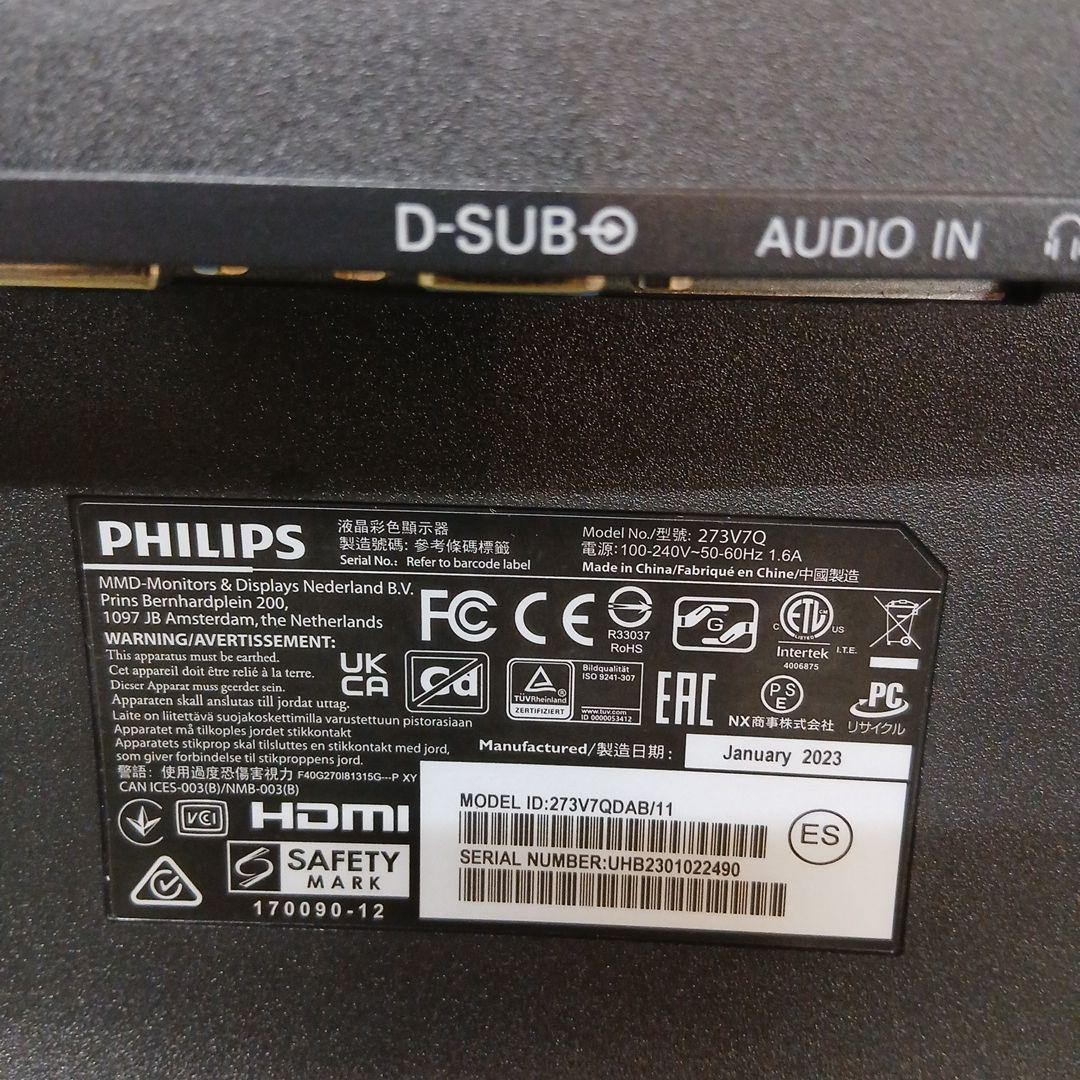 D-SUB
AUDIO IN
PHILIPS
液晶彩色顯示器
製造號碼: 參考條碼標籤
Serial No.: Refer to barcode label
Model No./型號: 273V7Q
電源:100-240V~50-60Hz 1.6A
Made in China/Fabriqué en Chine/中國製造
MMD-Monitors & Displays Nederland B.V.
Prins Bernhardplein 200,
1097 JB Amsterdam, the Netherlands
WARNING/AVERTISSEMENT:
This apparatus must be earthed.
Cet appareil doit être relié à la terre.
Dieser Apparat muss geerdet sein.
Apparaten skall anslutas till jordat uttag.
Laite on liitettävä suojakoskettimilla varustettuun pistorasiaan
Apparatet må tilkoples jordet stikkontakt
Apparatets stikprop skal tilsluttes en stikkontakt med jord,
som giver forbindelse til stikproppens jord.
警語: 使用過度恐傷害視力 F40G270I81315G---P XY
CAN ICES-003(B)/NMB-003(B)
FC CE
R33037
RoHS
G
C ETL CM US
LISTED
Intertek I.T.E.
4006875
UK
CA
Cd
TÜVRheinland
ZERTIFIZIERT
Bildqualität
ISO 9241-307
www.tuv.com
ID 0000053412
EAC
PS
E
NX商事株式会社
PC
リサイクル
Manufactured/製造日期:
January 2023
VCI
HDMI
SAFETY
MARK
170090-12
MODEL ID:273V7QDAB/11
SERIAL NUMBER:UHB2301022490
ES